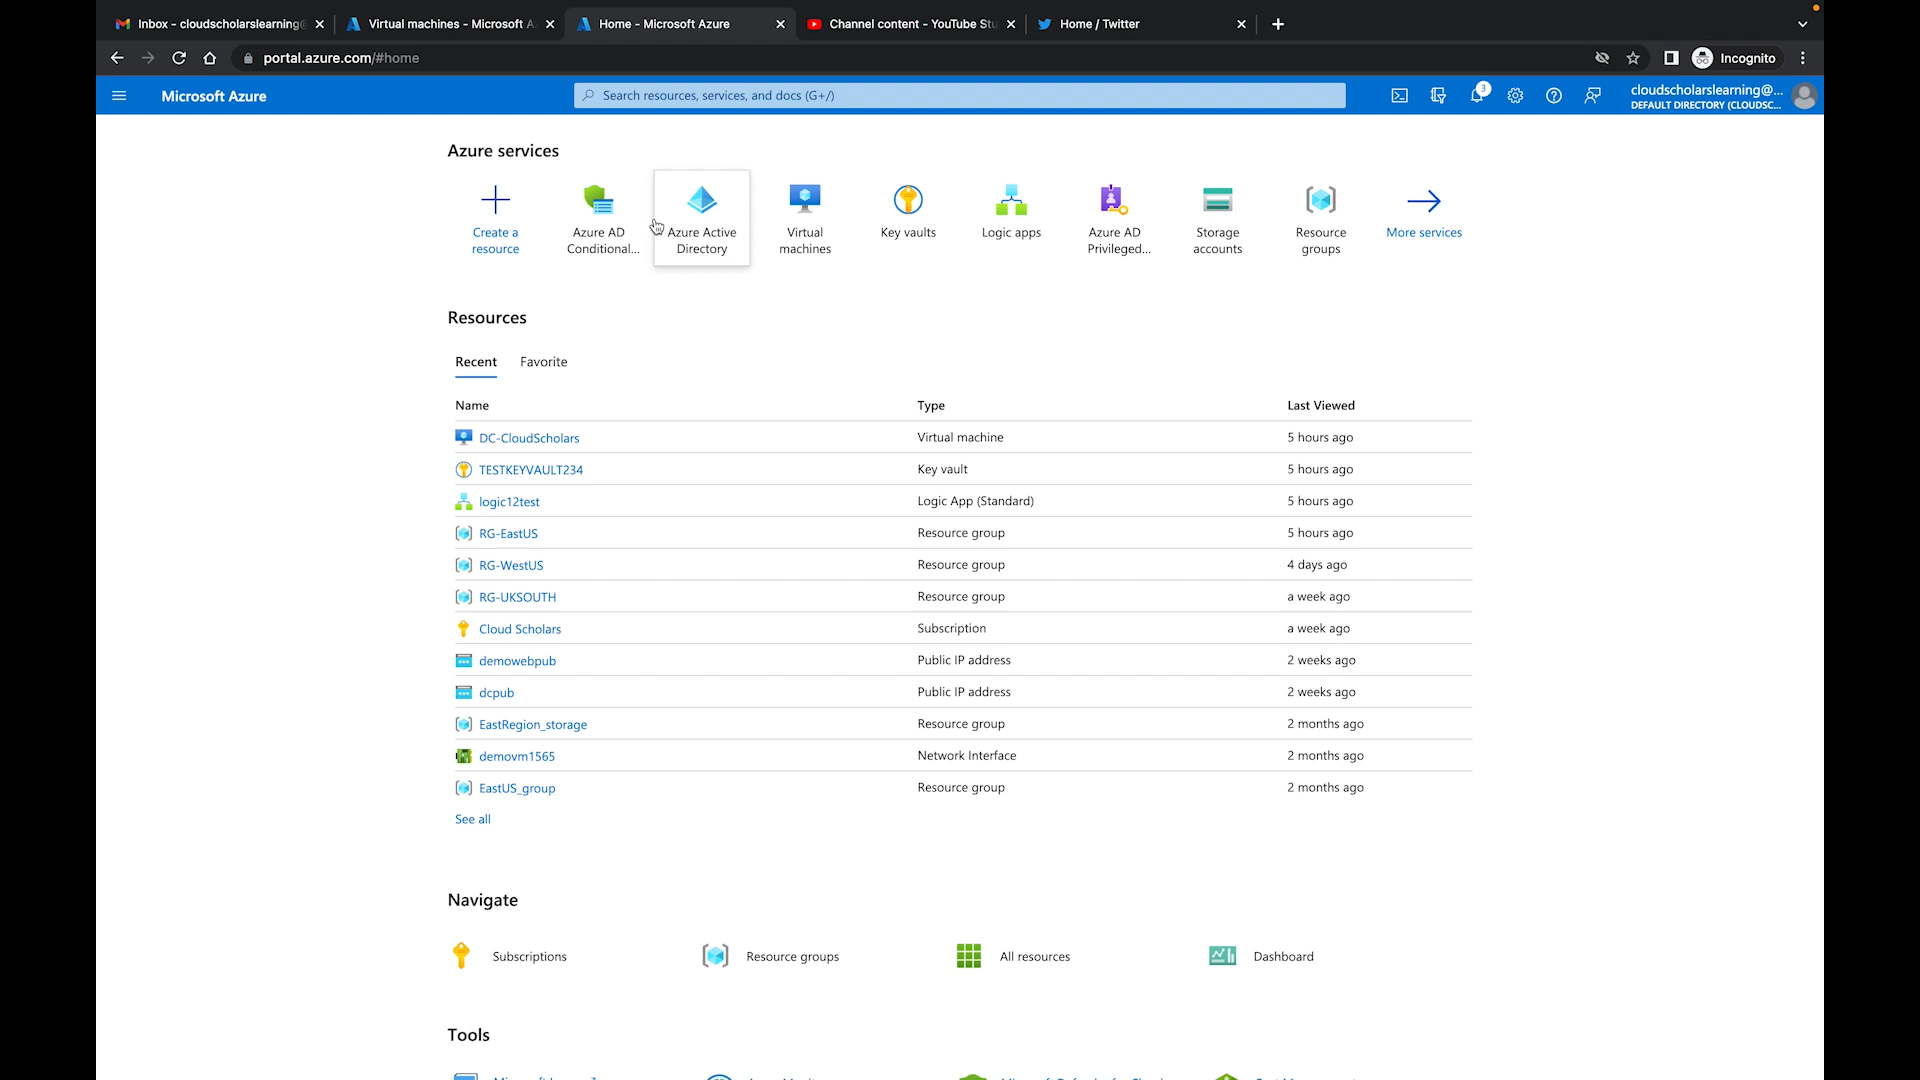 Inbox - cloudscholarslearning@
Virtual machines - Microsoft A
Home - Microsoft Azure
Channel content - YouTube Stu
Home / Twitter
portal.azure.com/#home
Incognito
Microsoft Azure
Search resources, services, and docs (G+/)
3
cloudscholarslearning@...
DEFAULT DIRECTORY (CLOUDSC...
Azure services
Create a resource
Azure AD Conditional...
Azure Active Directory
Virtual machines
Key vaults
Logic apps
Azure AD Privileged...
Storage accounts
Resource groups
More services
Resources
Recent Favorite
Name Type Last Viewed
DC-CloudScholars Virtual machine 5 hours ago
TESTKEYVAULT234 Key vault 5 hours ago
logic12test Logic App (Standard) 5 hours ago
RG-EastUS Resource group 5 hours ago
RG-WestUS Resource group 4 days ago
RG-UKSOUTH Resource group a week ago
Cloud Scholars Subscription a week ago
demowebpub Public IP address 2 weeks ago
dcpub Public IP address 2 weeks ago
EastRegion_storage Resource group 2 months ago
demovm1565 Network Interface 2 months ago
EastUS_group Resource group 2 months ago
See all
Navigate
Subscriptions Resource groups All resources Dashboard
Tools